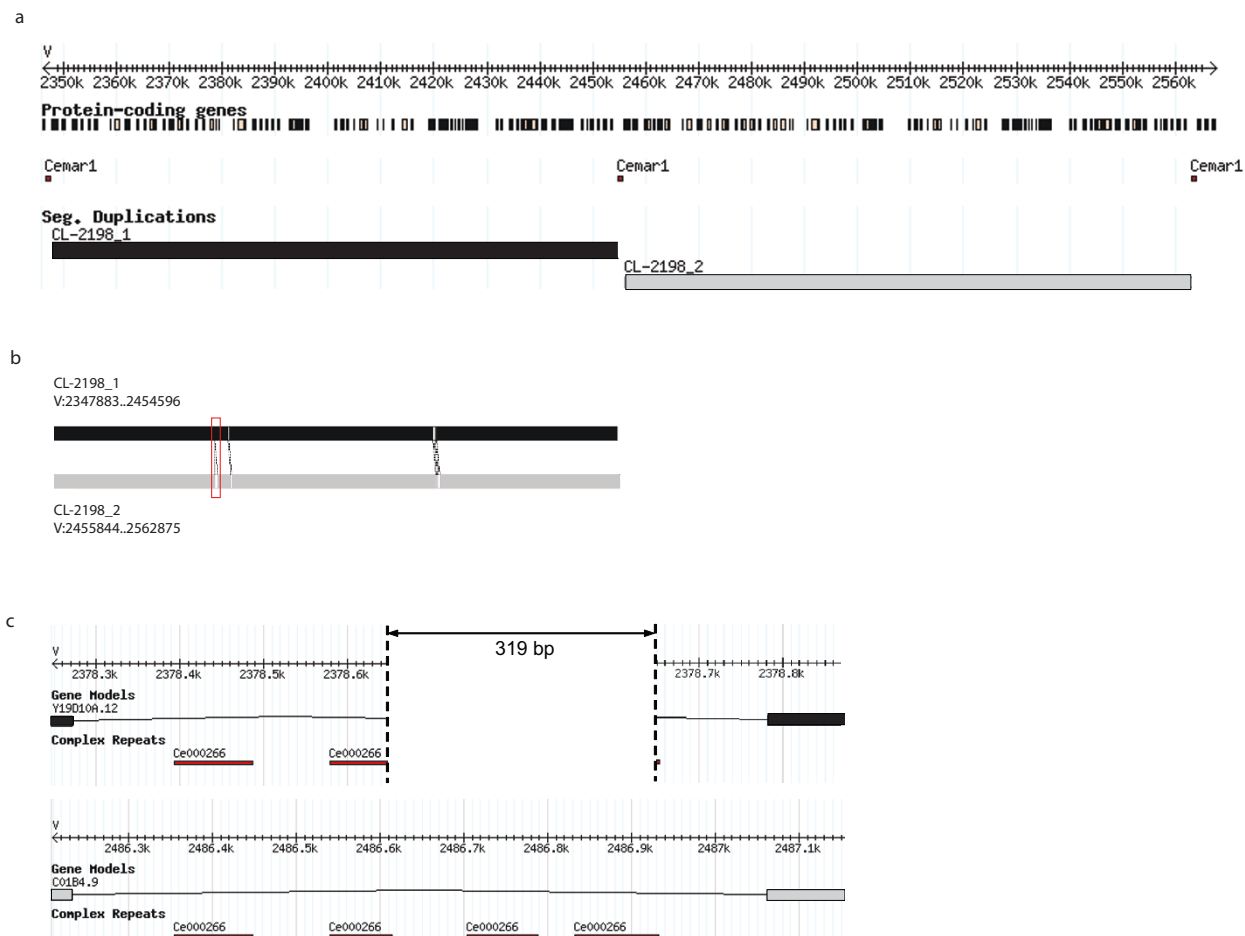 a
V
2350k 2360k 2370k 2380k 2390k 2400k 2410k 2420k 2430k 2440k 2450k 2460k 2470k 2480k 2490k 2500k 2510k 2520k 2530k 2540k 2550k 2560k
Protein-coding genes
Cemar1 Cemar1 Cemar1
Seg. Duplications
CL-2198_1
CL-2198_2
b
CL-2198_1
V:2347883..2454596
CL-2198_2
V:2455844..2562875
c
319 bp
V
2378.3k 2378.4k 2378.5k 2378.6k 2378.7k 2378.8k
Gene Models
Y19D10A.12
Complex Repeats
Ce000266 Ce000266
V
2486.3k 2486.4k 2486.5k 2486.6k 2486.7k 2486.8k 2486.9k 2487k 2487.1k
Gene Models
C01B4.9
Complex Repeats
Ce000266 Ce000266 Ce000266 Ce000266